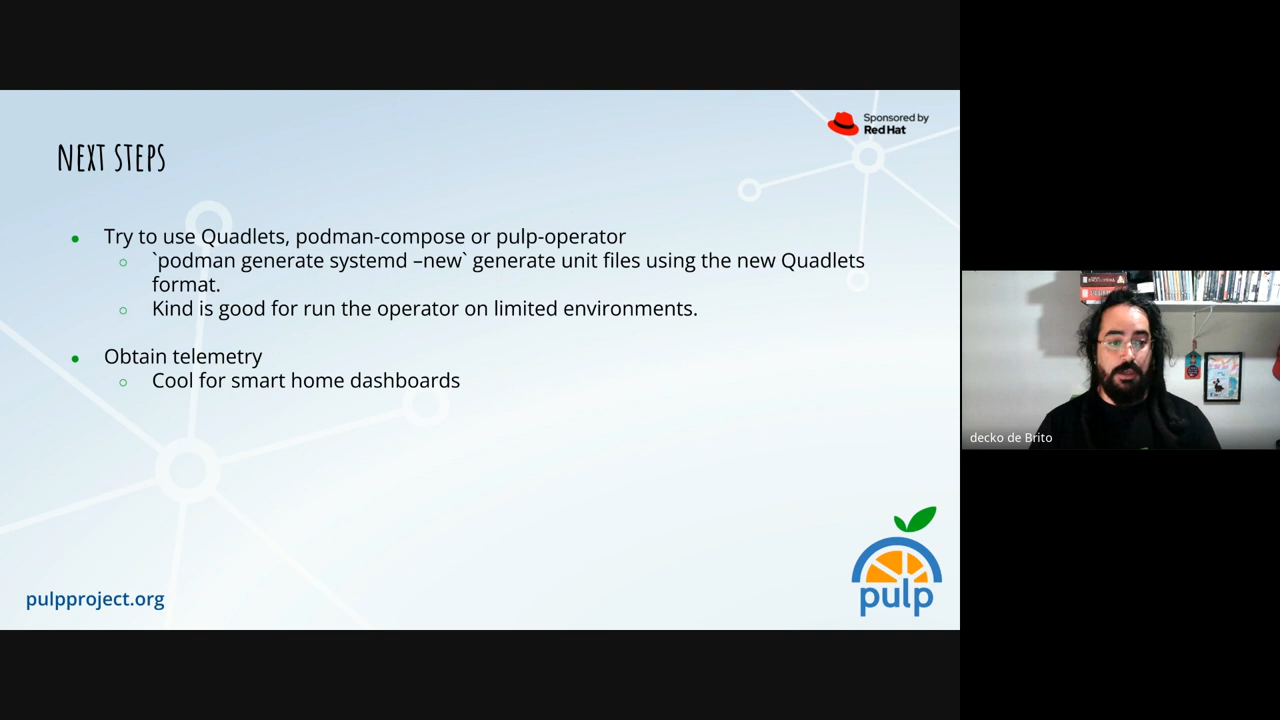 Sponsored by
Red Hat
NEXT STEPS
● Try to use Quadlets, podman-compose or pulp-operator
○ `podman generate systemd –new` generate unit files using the new Quadlets
format.
○ Kind is good for run the operator on limited environments.
● Obtain telemetry
○ Cool for smart home dashboards
decko de Brito
pulpproject.org
pulp